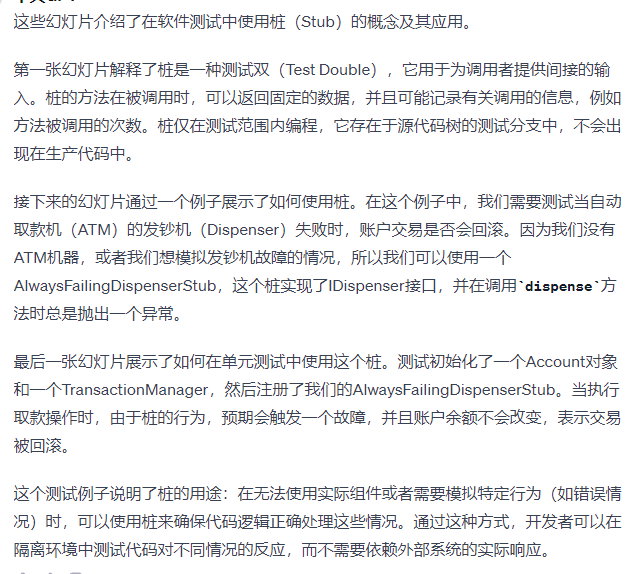 这些幻灯片介绍了在软件测试中使用桩（Stub）的概念及其应用。
第一张幻灯片解释了桩是一种测试双（Test Double），它用于为调用者提供间接的输
入。桩的方法在被调用时，可以返回固定的数据，并且可能记录有关调用的信息，例如
方法被调用的次数。桩仅在测试范围内编程，它存在于源代码树的测试分支中，不会出
现在生产代码中。
接下来的幻灯片通过一个例子展示了如何使用桩。在这个例子中，我们需要测试当自动
取款机（ATM）的发钞机（Dispenser）失败时，账户交易是否会回滚。因为我们没有
ATM机器，或者我们想模拟发钞机故障的情况，所以我们可以使用一个
AlwaysFailingDispenserStub，这个桩实现了IDispenser接口，并在调用`dispense`方
法时总是抛出一个异常。
最后一张幻灯片展示了如何在单元测试中使用这个桩。测试初始化了一个Account对象
和一个TransactionManager，然后注册了我们的AlwaysFailingDispenserStub。当执行
取款操作时，由于桩的行为，预期会触发一个故障，并且账户余额不会改变，表示交易
被回滚。
这个测试例子说明了桩的用途：在无法使用实际组件或者需要模拟特定行为（如错误情
况）时，可以使用桩来确保代码逻辑正确处理这些情况。通过这种方式，开发者可以在
隔离环境中测试代码对不同情况的反应，而不需要依赖外部系统的实际响应。